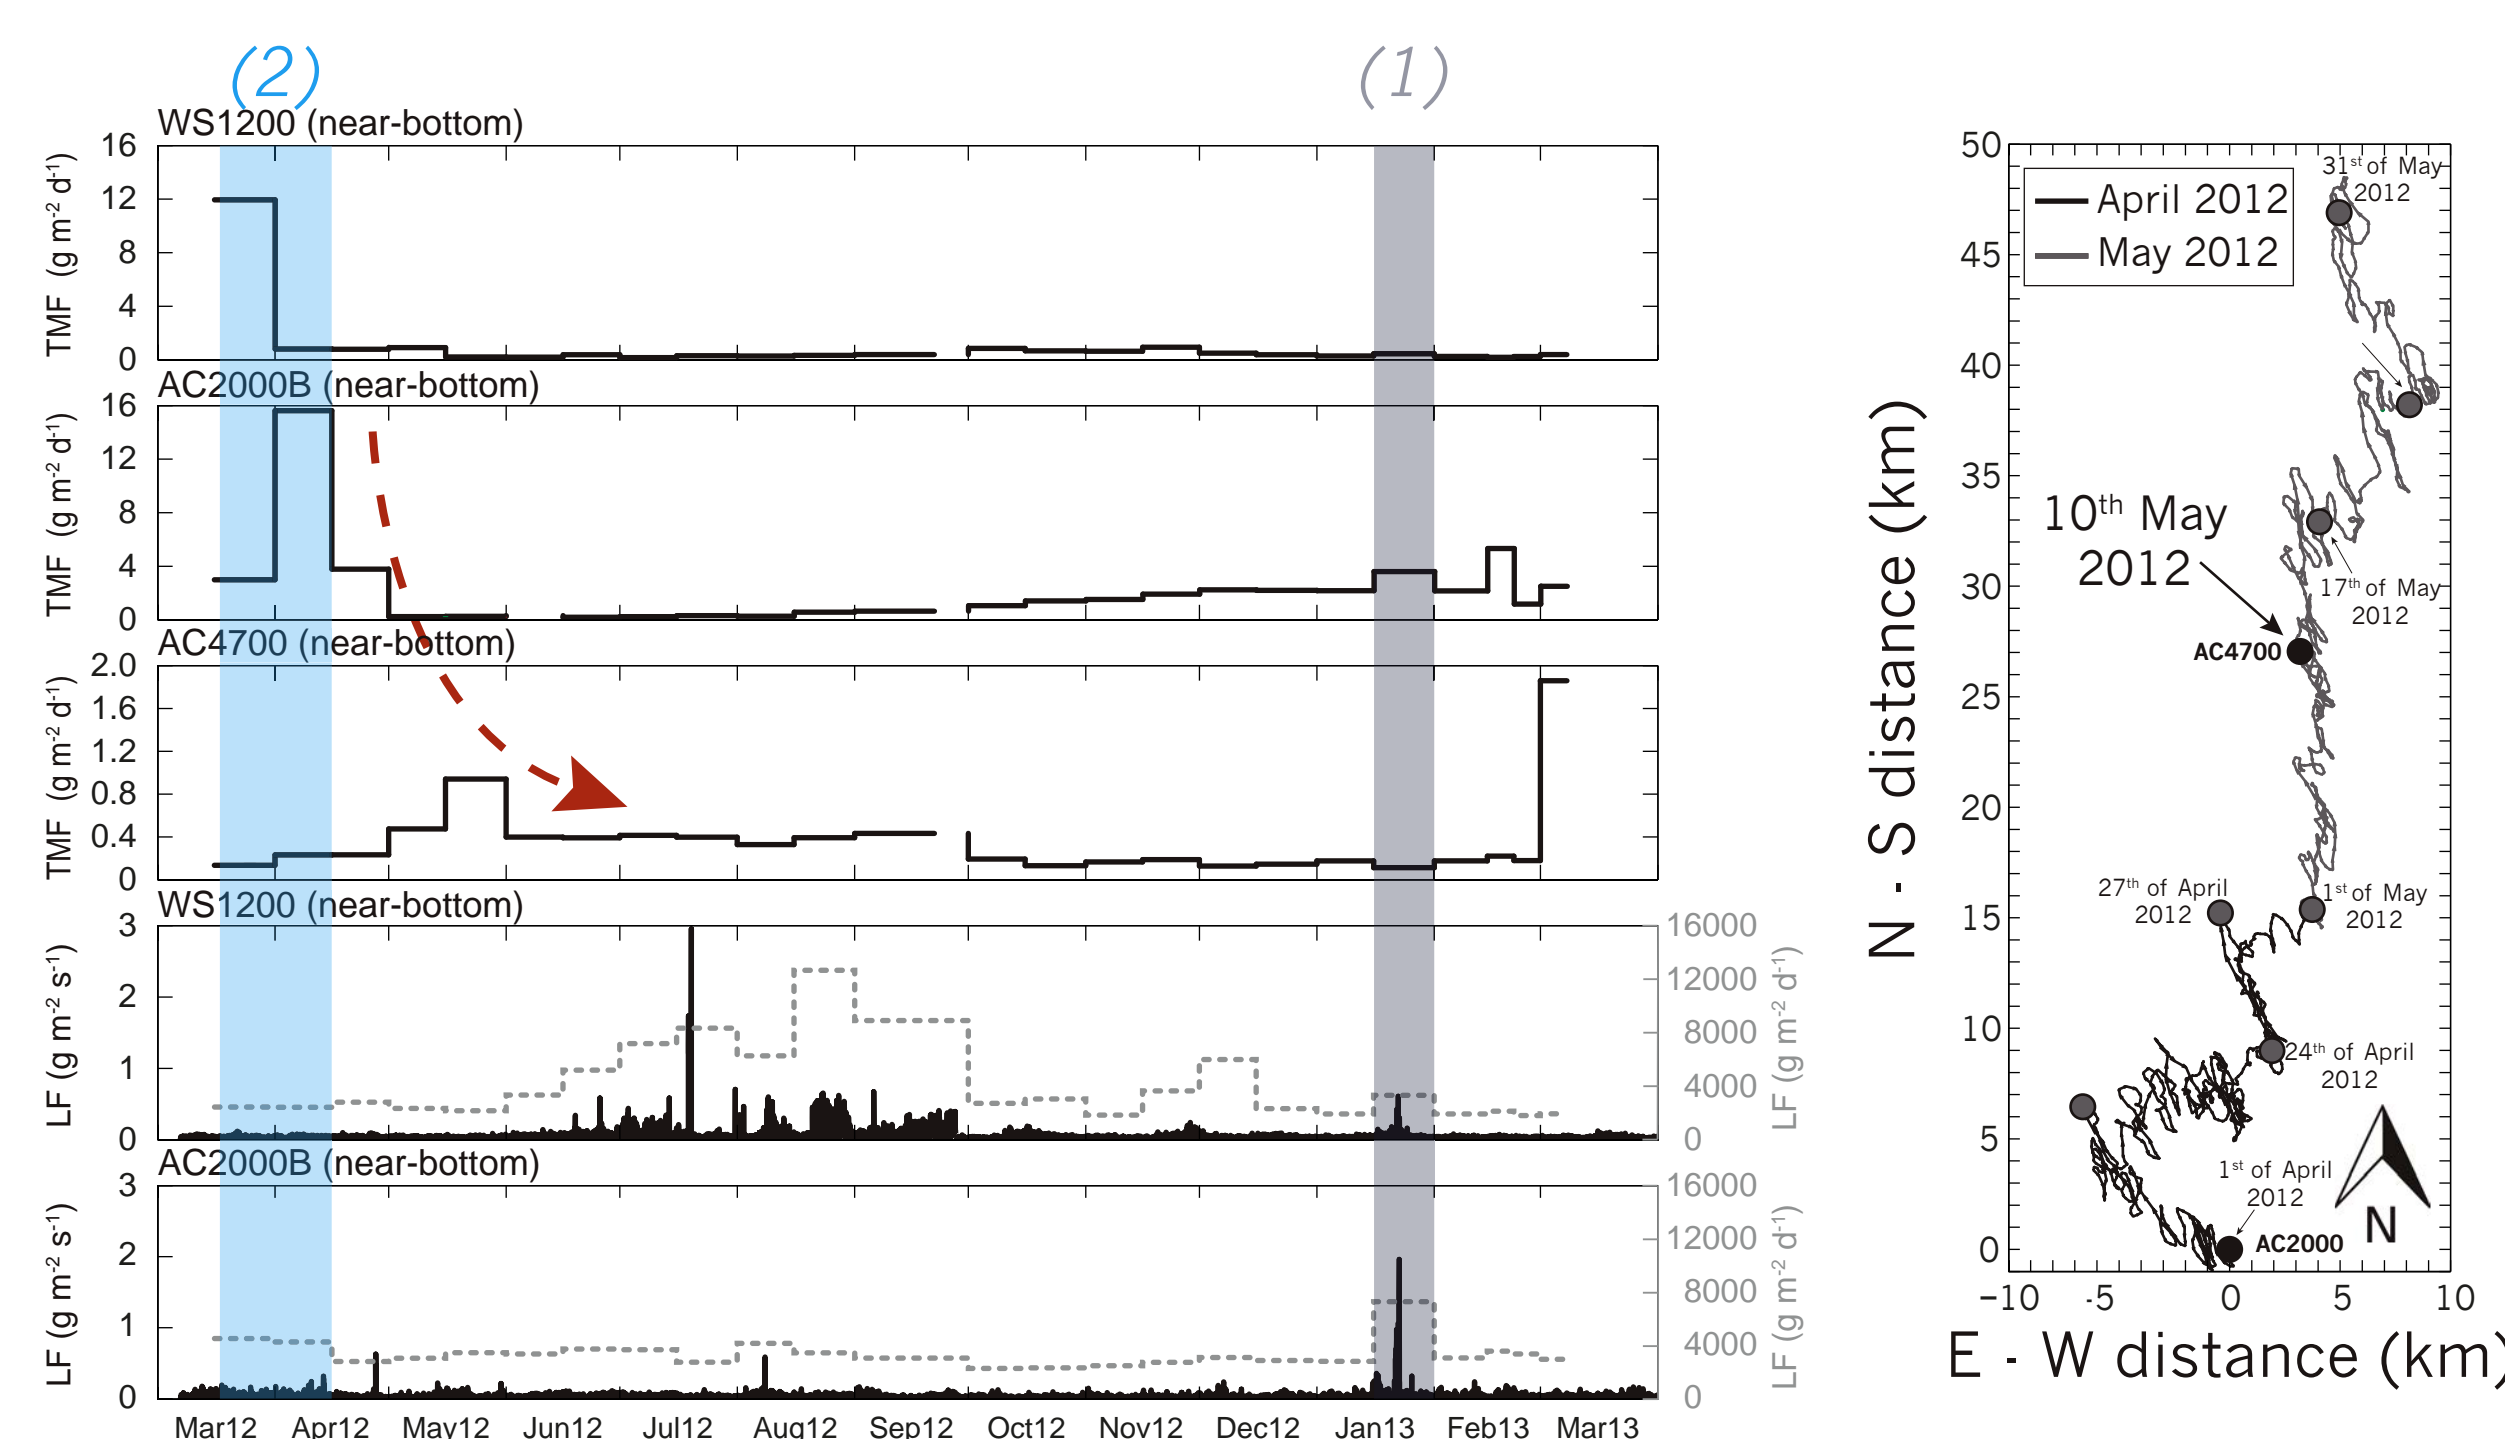 (2)
(1)
WS1200 (near-bottom)
TMF (g m-2 d-1)
16
12
8
4
0
AC2000B (near-bottom)
TMF (g m-2 d-1)
16
12
8
4
0
AC4700 (near-bottom)
TMF (g m-2 d-1)
2.0
1.6
1.2
0.8
0.4
0
WS1200 (near-bottom)
LF (g m-2 s-1)
3
2
1
0
16000
12000
8000
4000
0
LF (g m-2 d-1)
AC2000B (near-bottom)
LF (g m-2 s-1)
3
2
1
0
16000
12000
8000
4000
0
LF (g m-2 d-1)
Mar12 Apr12 May12 Jun12 Jul12 Aug12 Sep12 Oct12 Nov12 Dec12 Jan13 Feb13 Mar13
N - S distance (km)
50
45
40
35
30
25
20
15
10
5
0
April 2012
May 2012
31st of May
2012
10th May
2012
17th of May
2012
AC4700
27th of April
2012
1st of May
2012
24th of April
2012
1st of April
2012
AC2000
N
−10 -5 0 5 10
E - W distance (km)